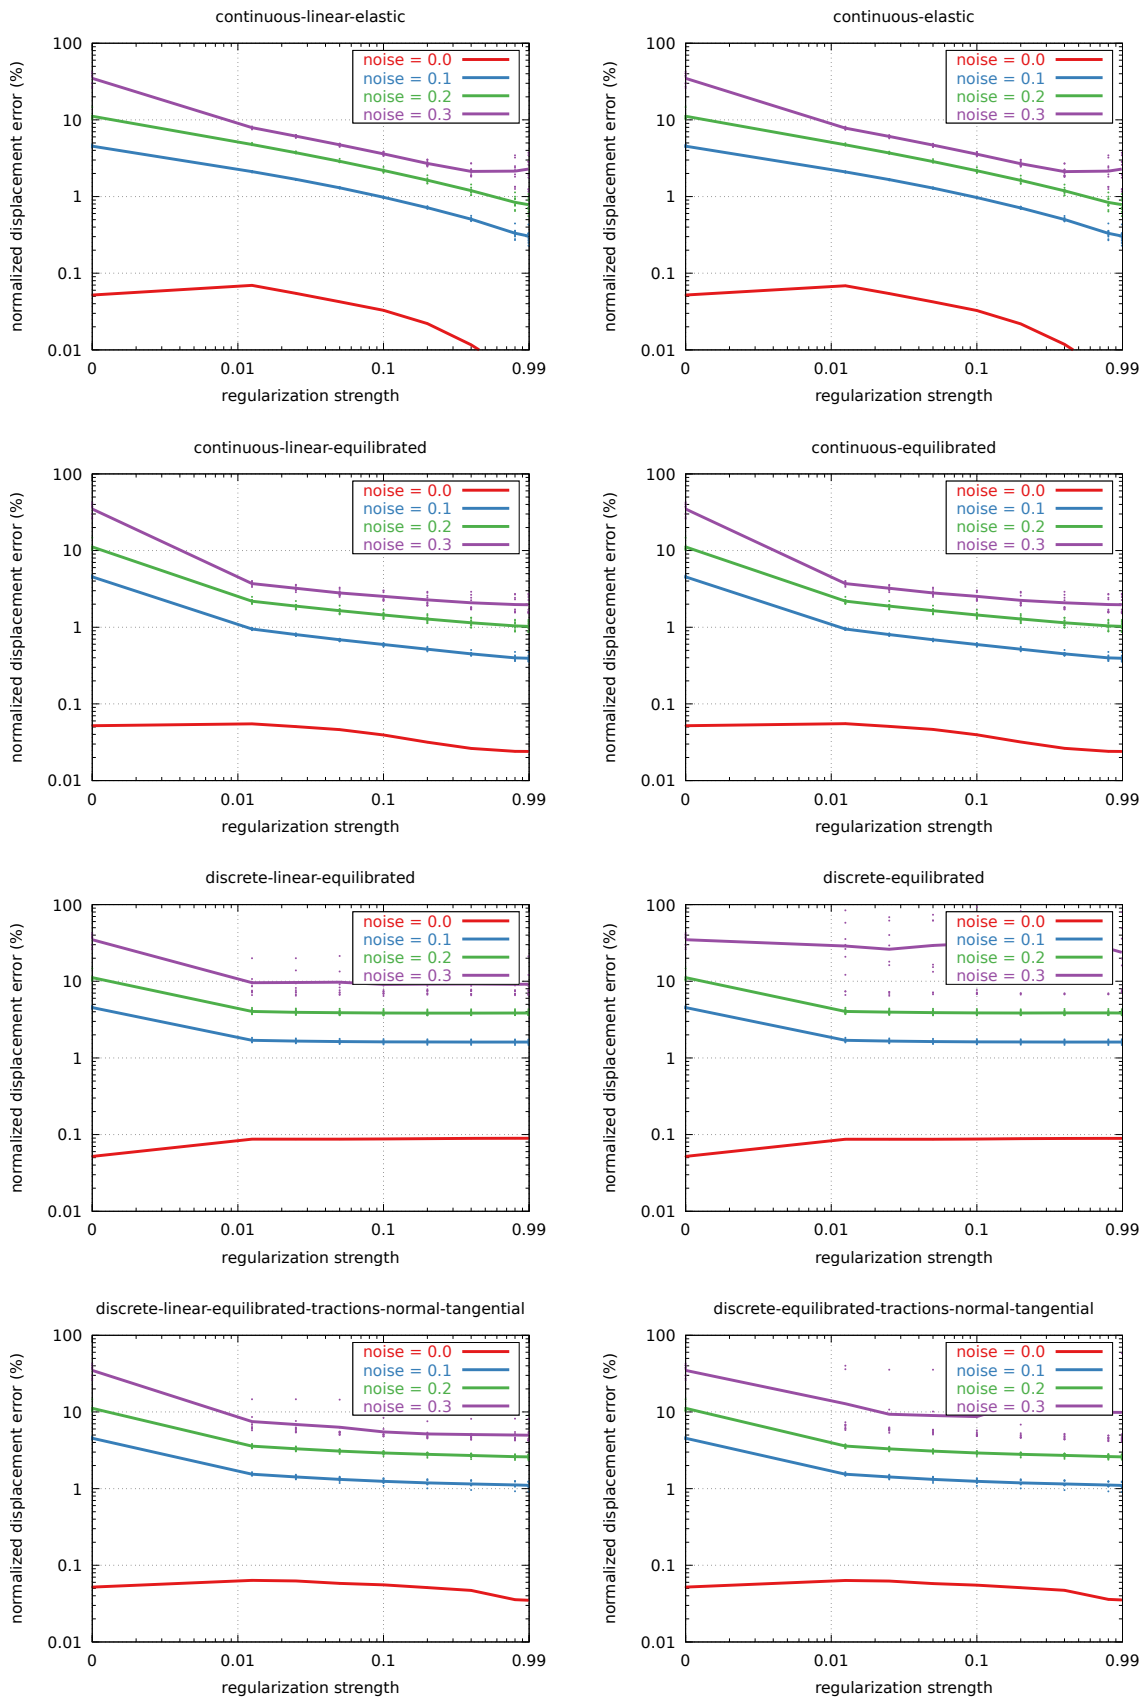 continuous-linear-elastic
normalized displacement error (%)
100
10
1
0.1
0.01
noise = 0.0
noise = 0.1
noise = 0.2
noise = 0.3
0 0.01 0.1 0.99
regularization strength
continuous-elastic
normalized displacement error (%)
100
10
1
0.1
0.01
noise = 0.0
noise = 0.1
noise = 0.2
noise = 0.3
0 0.01 0.1 0.99
regularization strength
continuous-linear-equilibrated
normalized displacement error (%)
100
10
1
0.1
0.01
noise = 0.0
noise = 0.1
noise = 0.2
noise = 0.3
0 0.01 0.1 0.99
regularization strength
continuous-equilibrated
normalized displacement error (%)
100
10
1
0.1
0.01
noise = 0.0
noise = 0.1
noise = 0.2
noise = 0.3
0 0.01 0.1 0.99
regularization strength
discrete-linear-equilibrated
normalized displacement error (%)
100
10
1
0.1
0.01
noise = 0.0
noise = 0.1
noise = 0.2
noise = 0.3
0 0.01 0.1 0.99
regularization strength
discrete-equilibrated
normalized displacement error (%)
100
10
1
0.1
0.01
noise = 0.0
noise = 0.1
noise = 0.2
noise = 0.3
0 0.01 0.1 0.99
regularization strength
discrete-linear-equilibrated-tractions-normal-tangential
normalized displacement error (%)
100
10
1
0.1
0.01
noise = 0.0
noise = 0.1
noise = 0.2
noise = 0.3
0 0.01 0.1 0.99
regularization strength
discrete-equilibrated-tractions-normal-tangential
normalized displacement error (%)
100
10
1
0.1
0.01
noise = 0.0
noise = 0.1
noise = 0.2
noise = 0.3
0 0.01 0.1 0.99
regularization strength